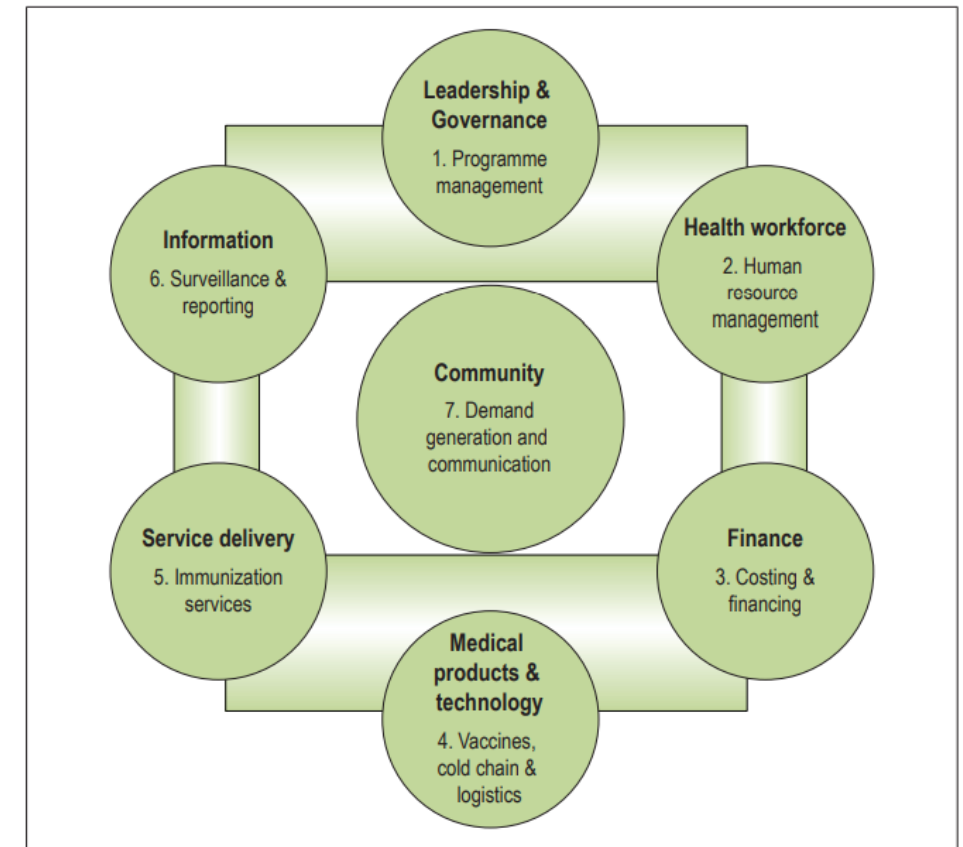 Leadership &
Governance
1. Programme
management
Health workforce
2. Human
resource
management
Finance
3. Costing &
financing
Medical
products &
technology
4. Vaccines,
cold chain &
logistics
Service delivery
5. Immunization
services
Information
6. Surveillance &
reporting
Community
7. Demand
generation and
communication